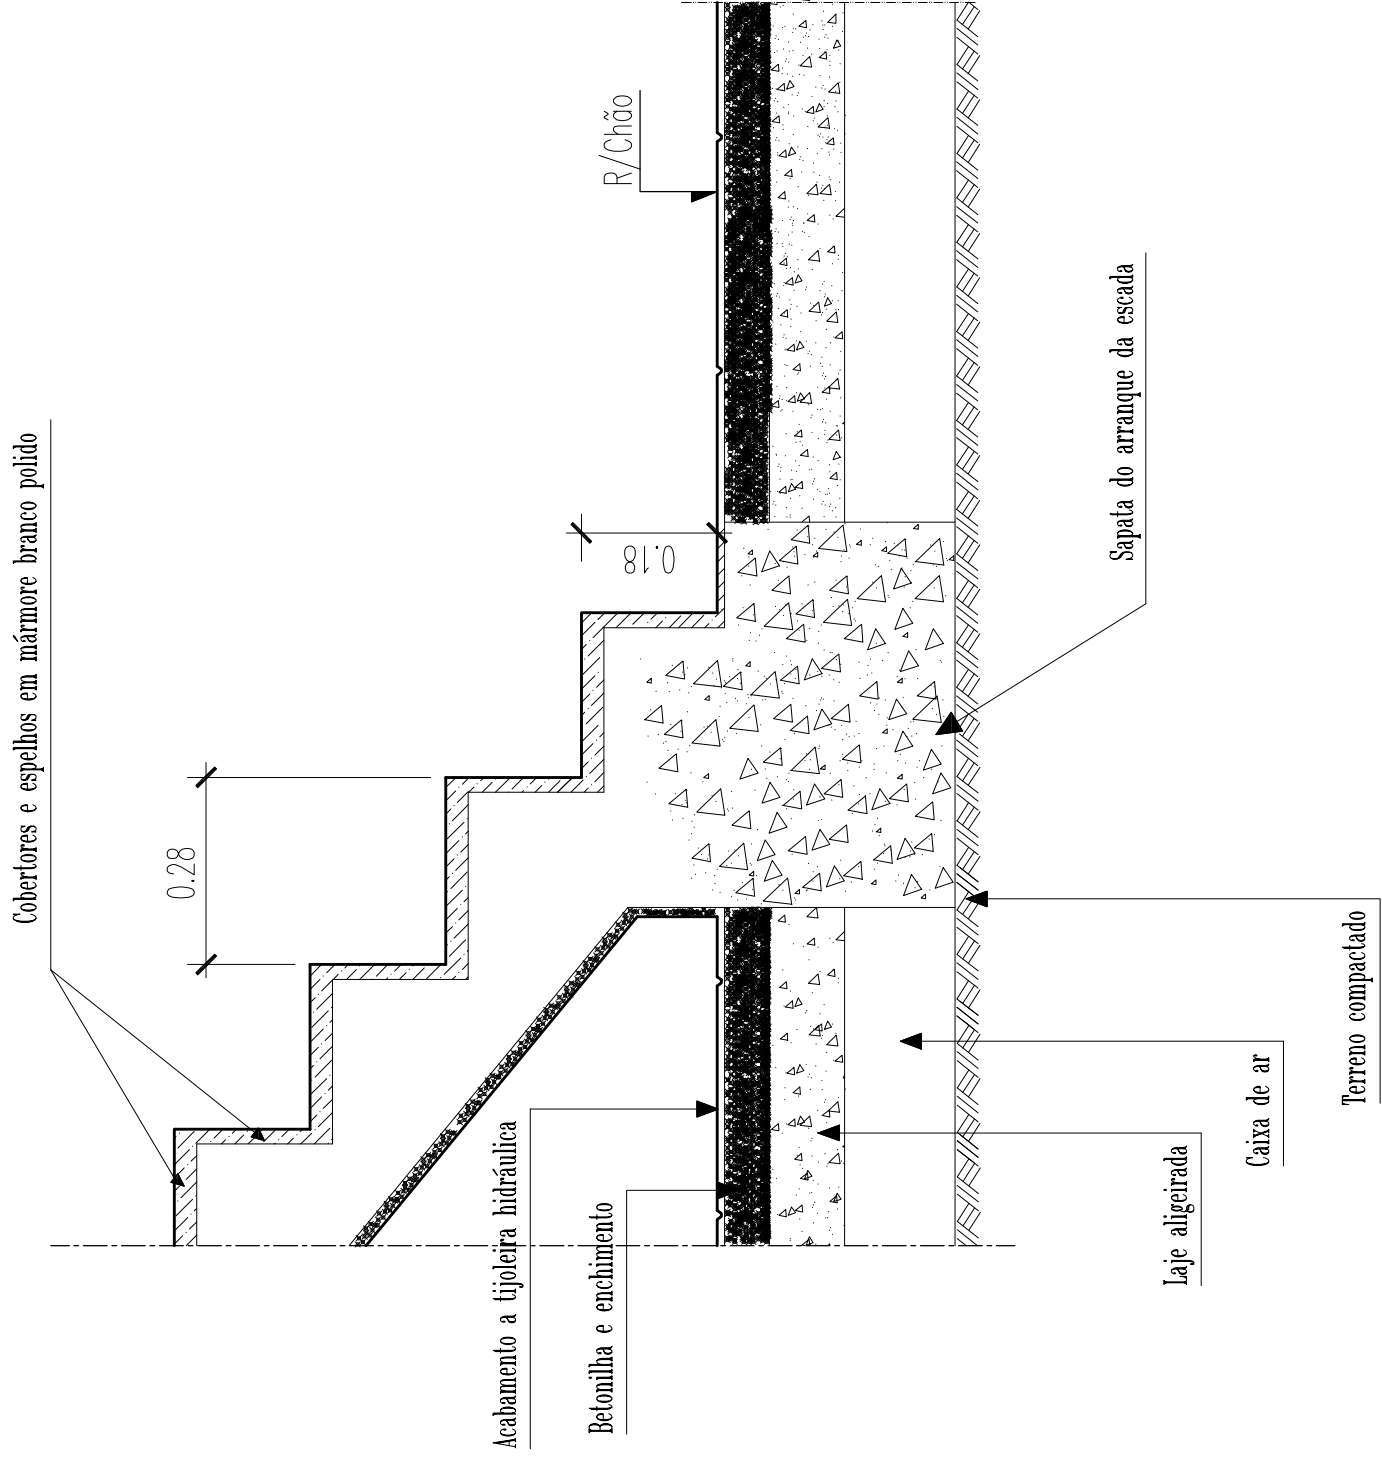 Cobertores e espelhos em mármore branco polido
0.28
R/Chão
0.18
Sapata do arranque da escada
Acabamento a tijoleira hidráulica
Betonilha e enchimento
Laje aligeirada
Caixa de ar
Terreno compactado